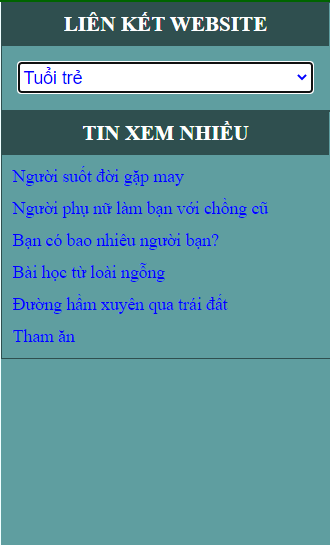 LIÊN KẾT WEBSITE
Tuổi trẻ
TIN XEM NHIỀU
Người suốt đời gặp may
Người phụ nữ làm bạn với chồng cũ
Bạn có bao nhiêu người bạn?
Bài học từ loài ngỗng
Đường hầm xuyên qua trái đất
Tham ăn